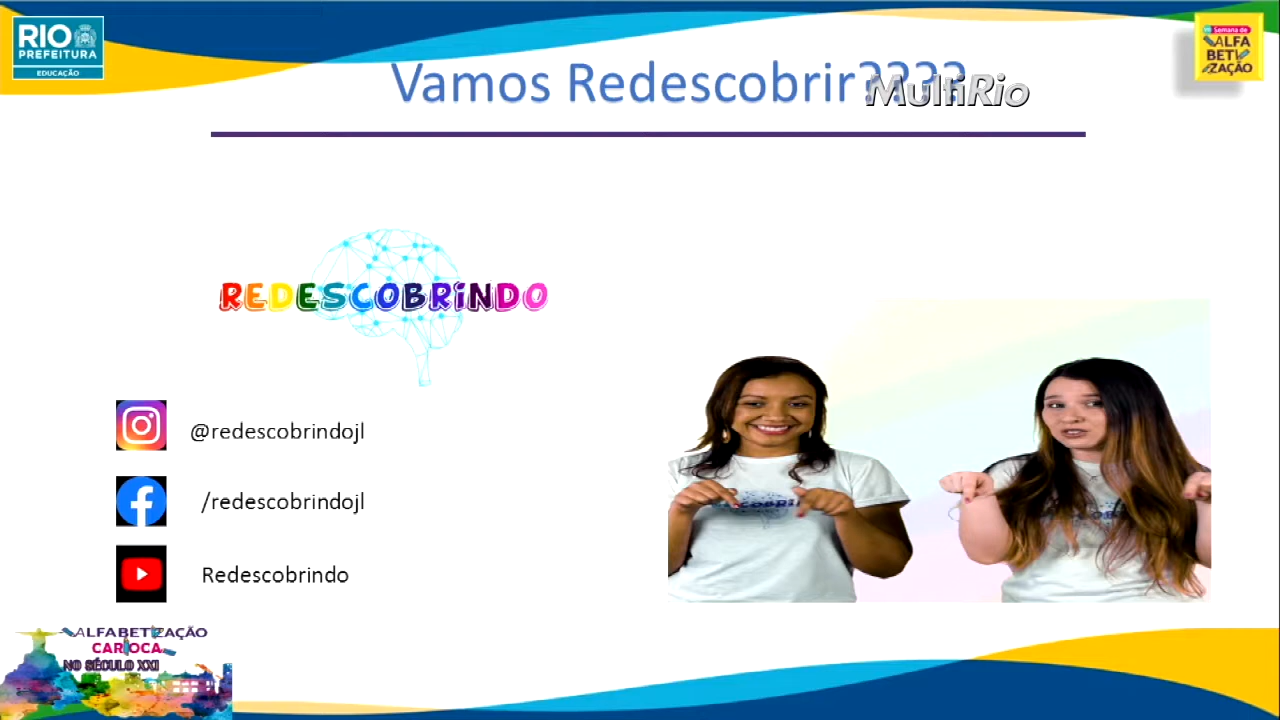 RIO
PREFEITURA
EDUCAÇÃO
Semana de
ALFA
BETI
ZAÇÃO
Vamos Redescobrir????
MultiRio
REDESCOBRINDO
@redescobrindojl
/redescobrindojl
Redescobrindo
ALFABETIZAÇÃO
CARIOCA
NO SÉCULO XXI